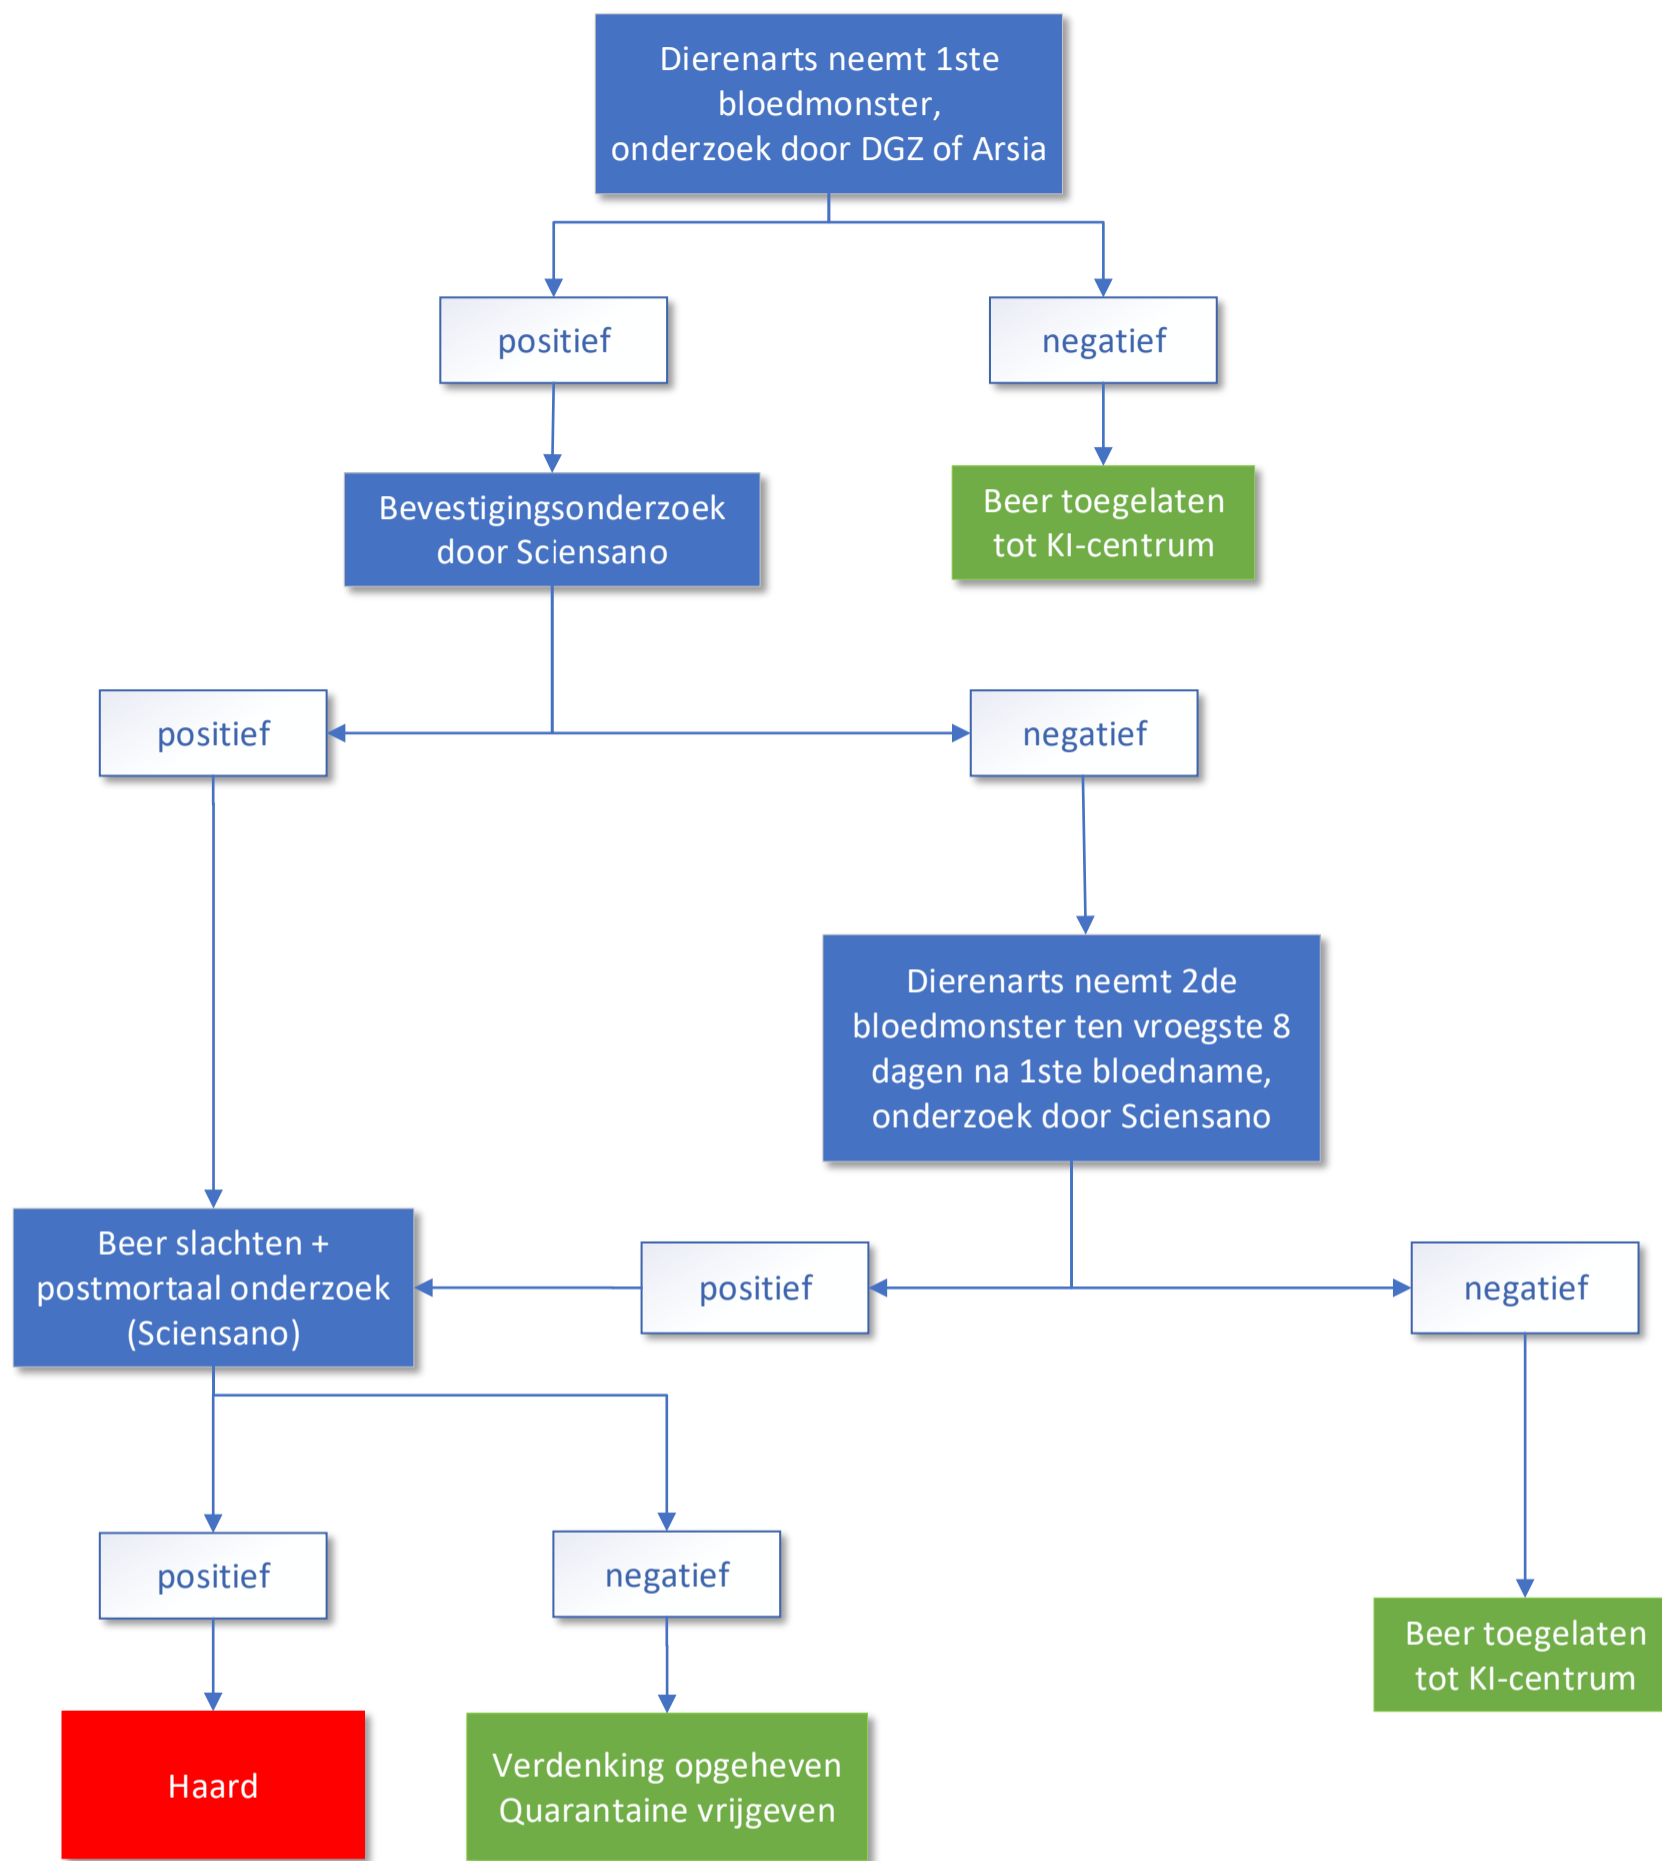 Dierenarts neemt 1ste
bloedmonster,
onderzoek door DGZ of Arsia
positief
negatief
Bevestigingsonderzoek
door Sciensano
Beer toegelaten
tot KI-centrum
positief
negatief
Dierenarts neemt 2de
bloedmonster ten vroegste 8
dagen na 1ste bloedname,
onderzoek door Sciensano
Beer slachten +
postmortaal onderzoek
(Sciensano)
positief
negatief
positief
negatief
Beer toegelaten
tot KI-centrum
Haard
Verdenking opgeheven
Quarantaine vrijgeven